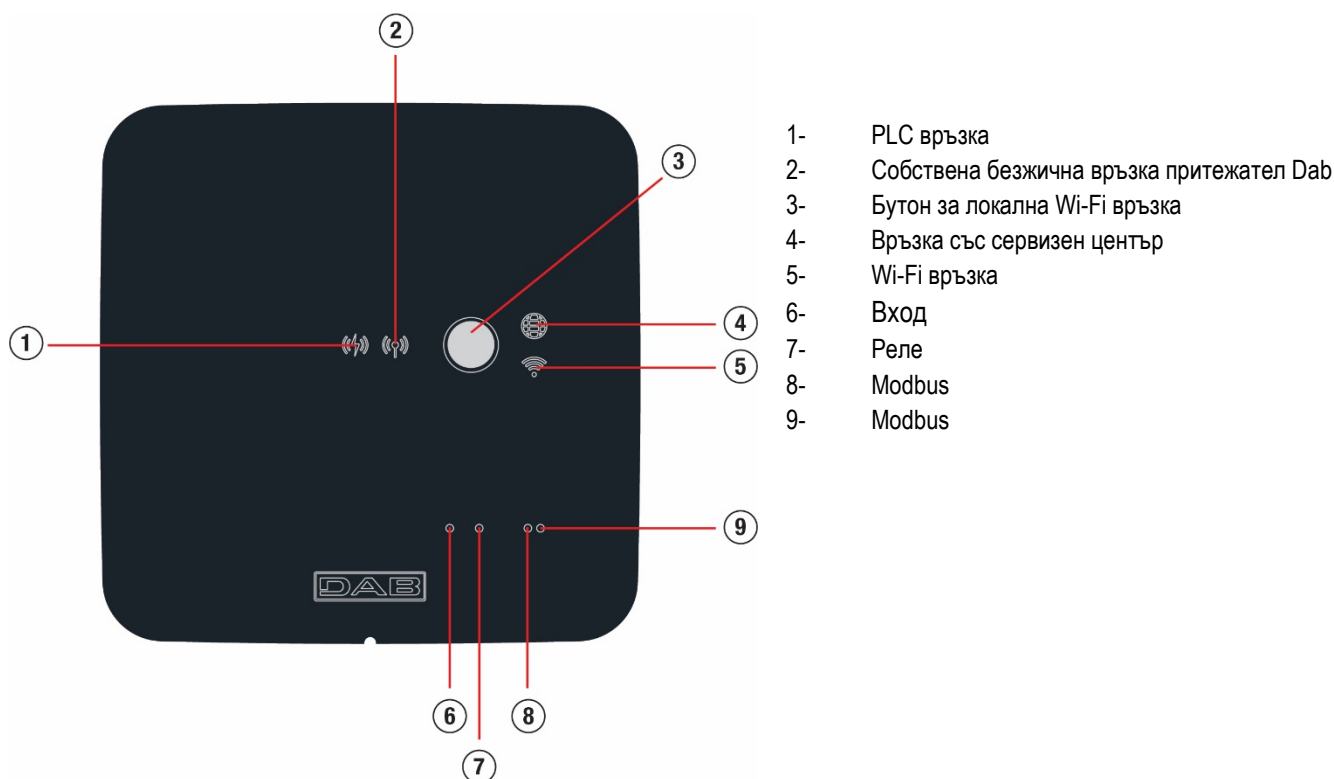 2
3
1
4
5
9
DAB
6
8
7
1- PLC връзка
2- Собствена безжична връзка притежател Dab
3- Бутон за локална Wi-Fi връзка
4- Връзка със сервизен център
5- Wi-Fi връзка
6- Вход
7- Реле
8- Modbus
9- Modbus